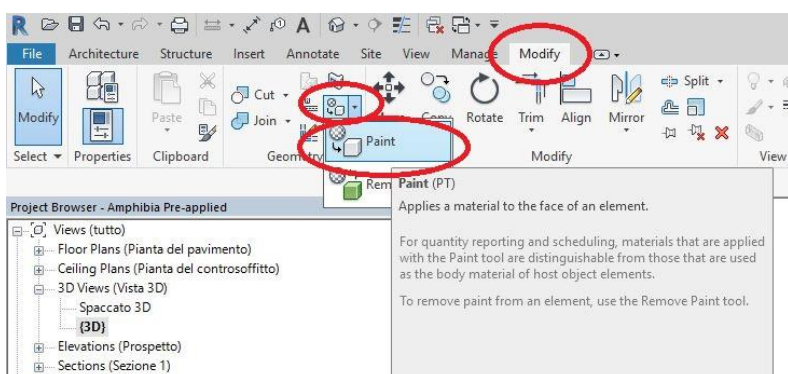 File Architecture Structure Insert Annotate Site View Manage Modify
Cut Split
Modify Paste Join Copy Rotate Trim Align Mirror
Paint
Select Properties Clipboard Geometry Modify View
Paint (PT)
Project Browser - Amphibia Pre-applied
Applies a material to the face of an element.
Views (tutto)
Floor Plans (Pianta del pavimento)
For quantity reporting and scheduling, materials that are applied
Ceiling Plans (Pianta del controsoffitto)
with the Paint tool are distinguishable from those that are used
3D Views (Vista 3D)
as the body material of host object elements.
Spaccato 3D
To remove paint from an element, use the Remove Paint tool.
{3D}
Elevations (Prospetto)
Sections (Sezione 1)